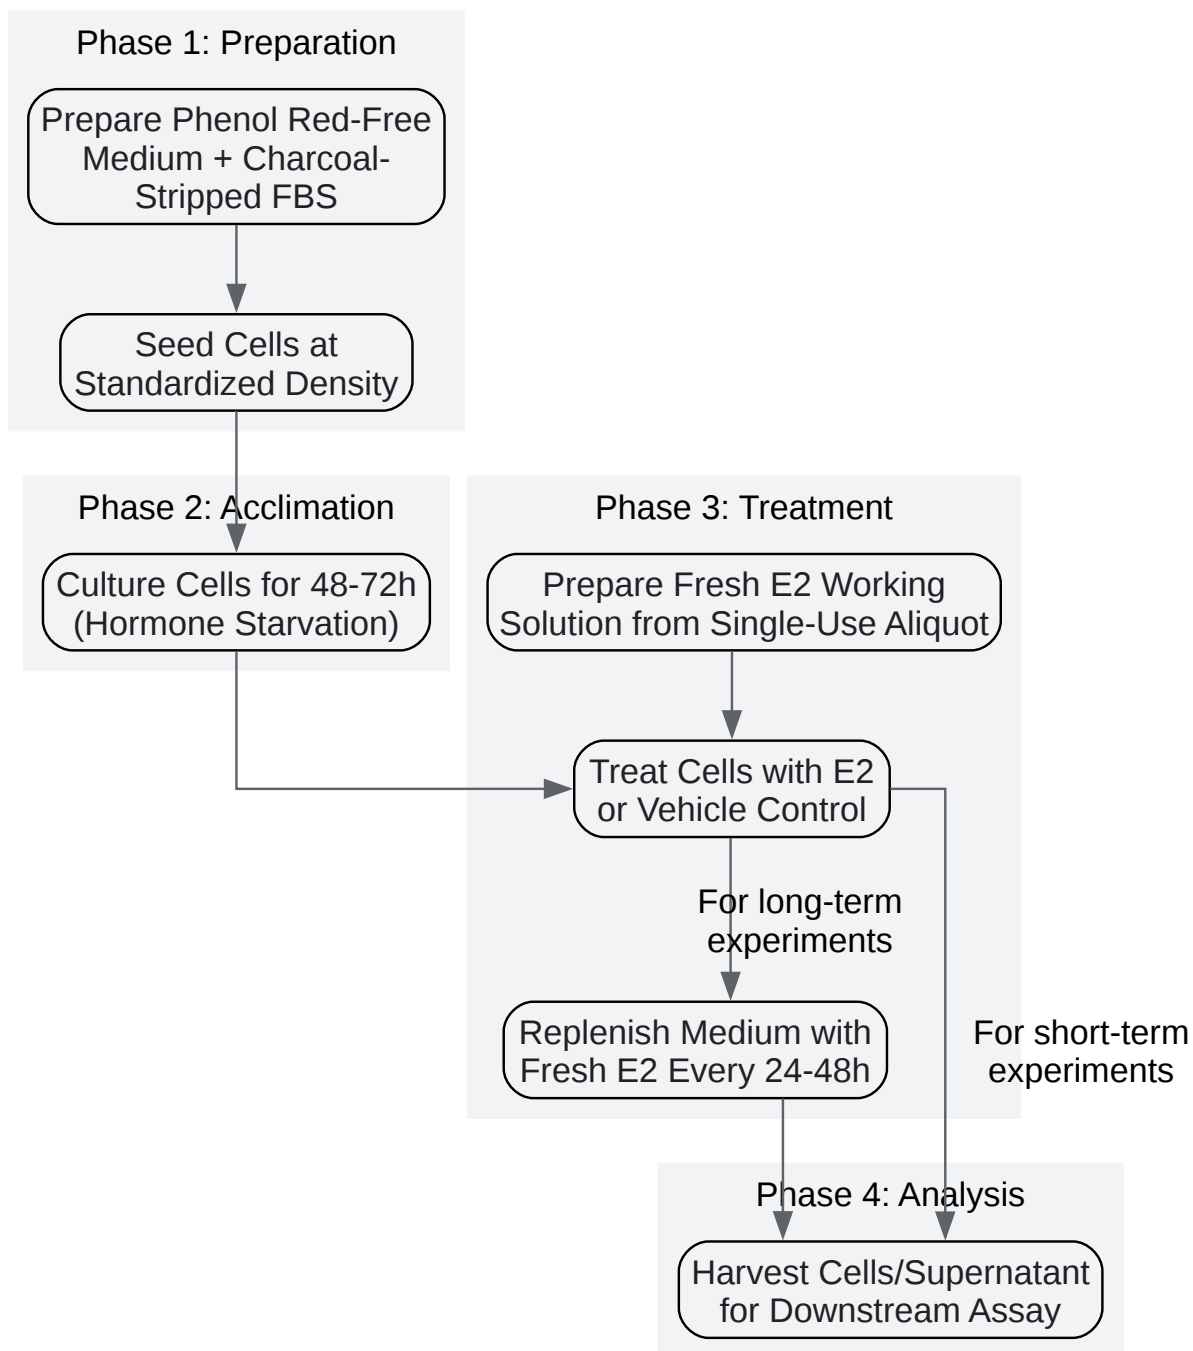 Phase 1: Preparation
Prepare Phenol Red-Free
Medium + Charcoal-
Stripped FBS
Seed Cells at
Standardized Density
Phase 2: Acclimation
Culture Cells for 48-72h
(Hormone Starvation)
Phase 3: Treatment
Prepare Fresh E2 Working
Solution from Single-Use Aliquot
Treat Cells with E2
or Vehicle Control
For long-term
experiments
Replenish Medium with
Fresh E2 Every 24-48h
For short-term
experiments
Phase 4: Analysis
Harvest Cells/Supernatant
for Downstream Assay